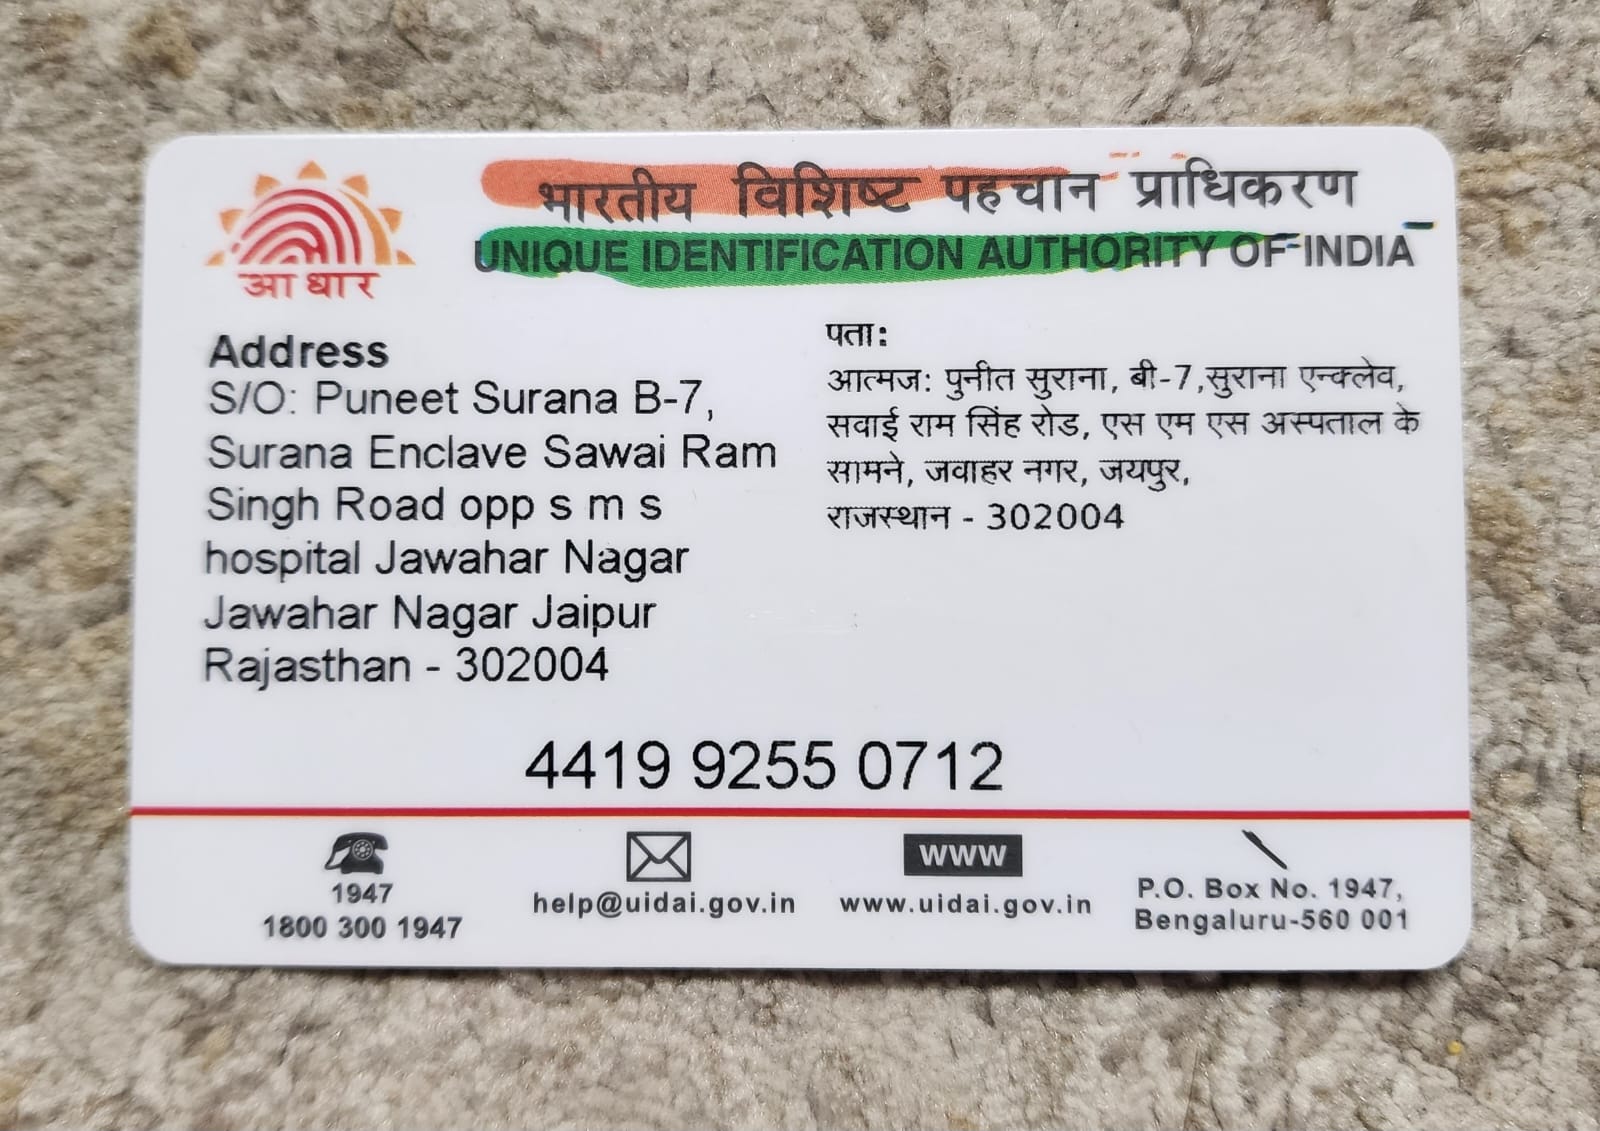 आधार
भारतीय विशिष्ट पहचान प्राधिकरण
UNIQUE IDENTIFICATION AUTHORITY OF INDIA
Address
S/O: Puneet Surana B-7,
Surana Enclave Sawai Ram
Singh Road opp s m s
hospital Jawahar Nagar
Jawahar Nagar Jaipur
Rajasthan - 302004
पता:
आत्मज: पुनीत सुराना, बी-7,सुराना एन्क्लेव,
सवाई राम सिंह रोड, एस एम एस अस्पताल के
सामने, जवाहर नगर, जयपुर,
राजस्थान - 302004
4419 9255 0712
1947
1800 300 1947
help@uidai.gov.in
www
www.uidai.gov.in
P.O. Box No. 1947,
Bengaluru-560 001